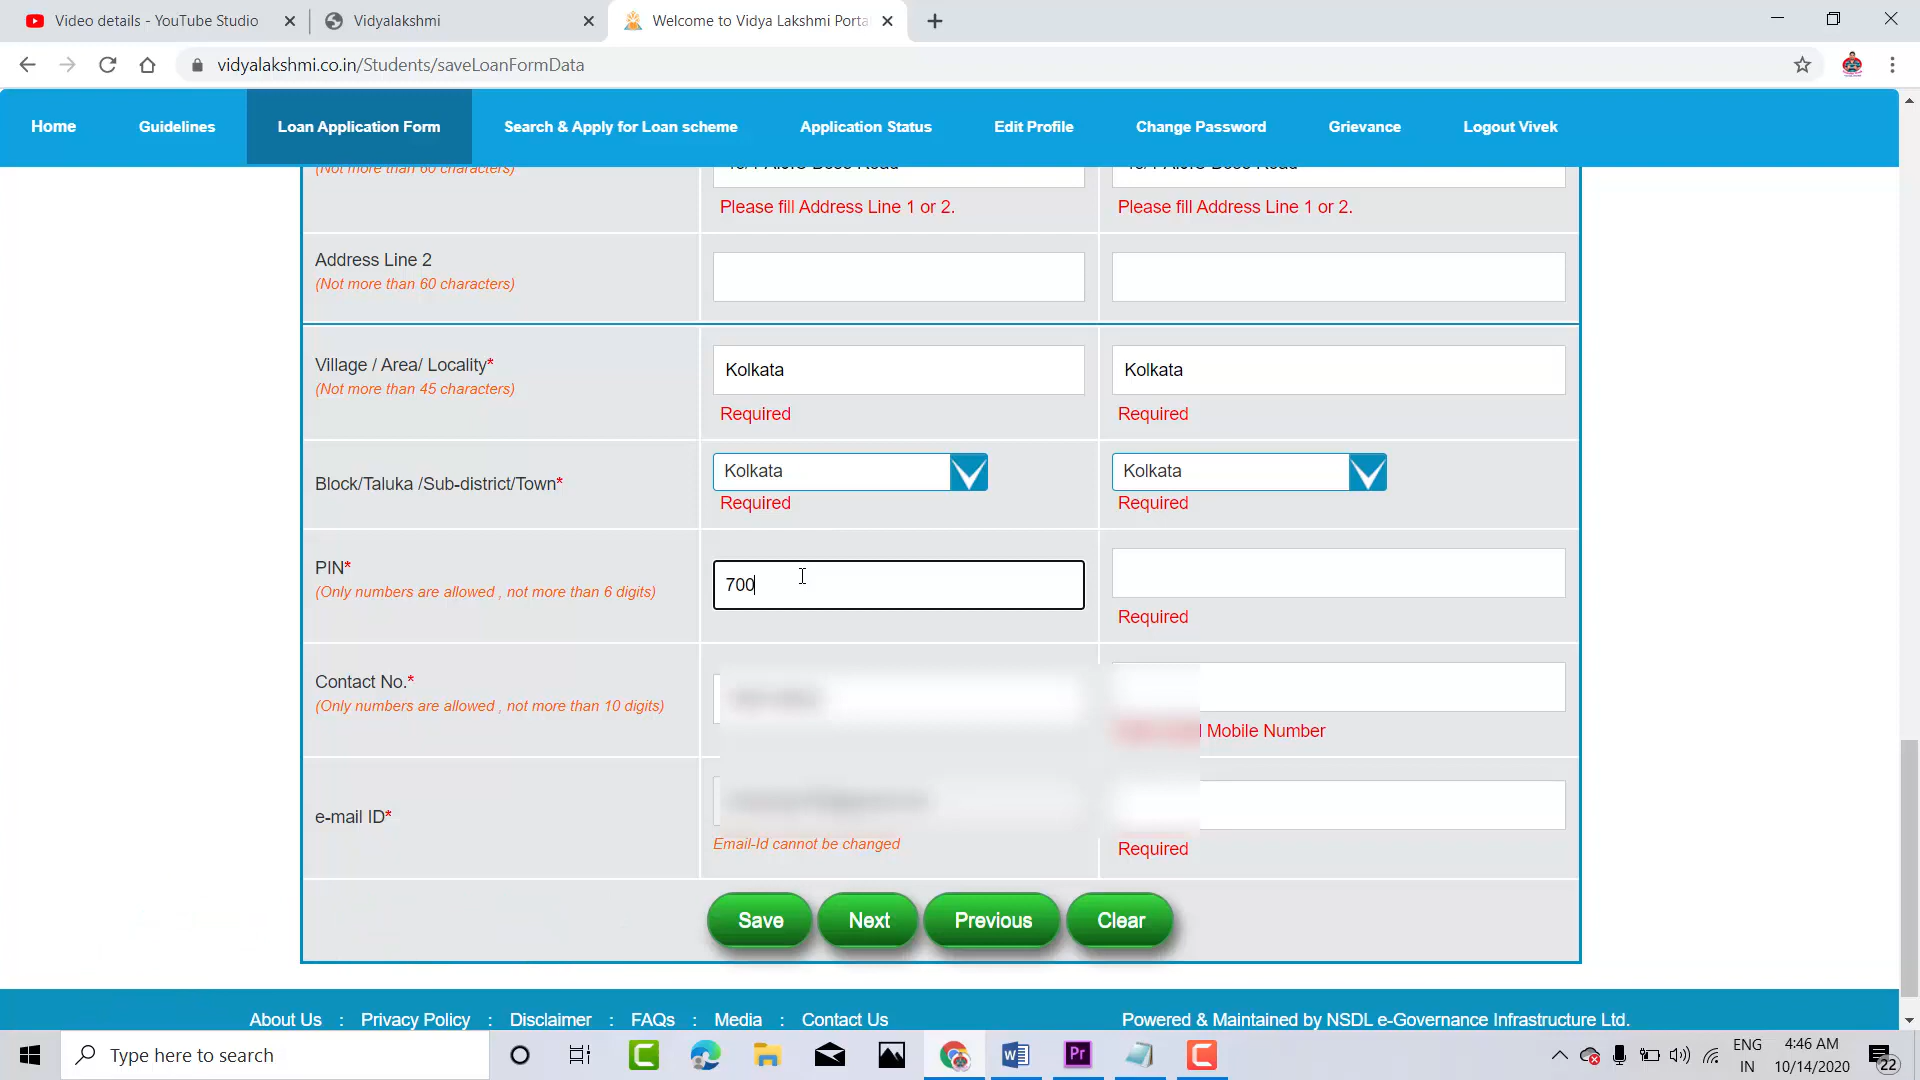 Video details - YouTube Studio
Vidyalakshmi
Welcome to Vidya Lakshmi Porta
vidyalakshmi.co.in/Students/saveLoanFormData
Home
Guidelines
Loan Application Form
Search & Apply for Loan scheme
Application Status
Edit Profile
Change Password
Grievance
Logout Vivek
(Not more than 60 characters)
Please fill Address Line 1 or 2.
Please fill Address Line 1 or 2.
Address Line 2
(Not more than 60 characters)
Village / Area/ Locality*
(Not more than 45 characters)
Kolkata
Kolkata
Required
Required
Block/Taluka /Sub-district/Town*
Kolkata
Kolkata
Required
Required
PIN*
(Only numbers are allowed , not more than 6 digits)
700
Required
Contact No.*
(Only numbers are allowed , not more than 10 digits)
Mobile Number
e-mail ID*
Email-Id cannot be changed
Required
Save
Next
Previous
Clear
About Us : Privacy Policy : Disclaimer : FAQs : Media : Contact Us
Powered & Maintained by NSDL e-Governance Infrastructure Ltd.
Type here to search
Pr
ENG
IN
4:46 AM
10/14/2020
22